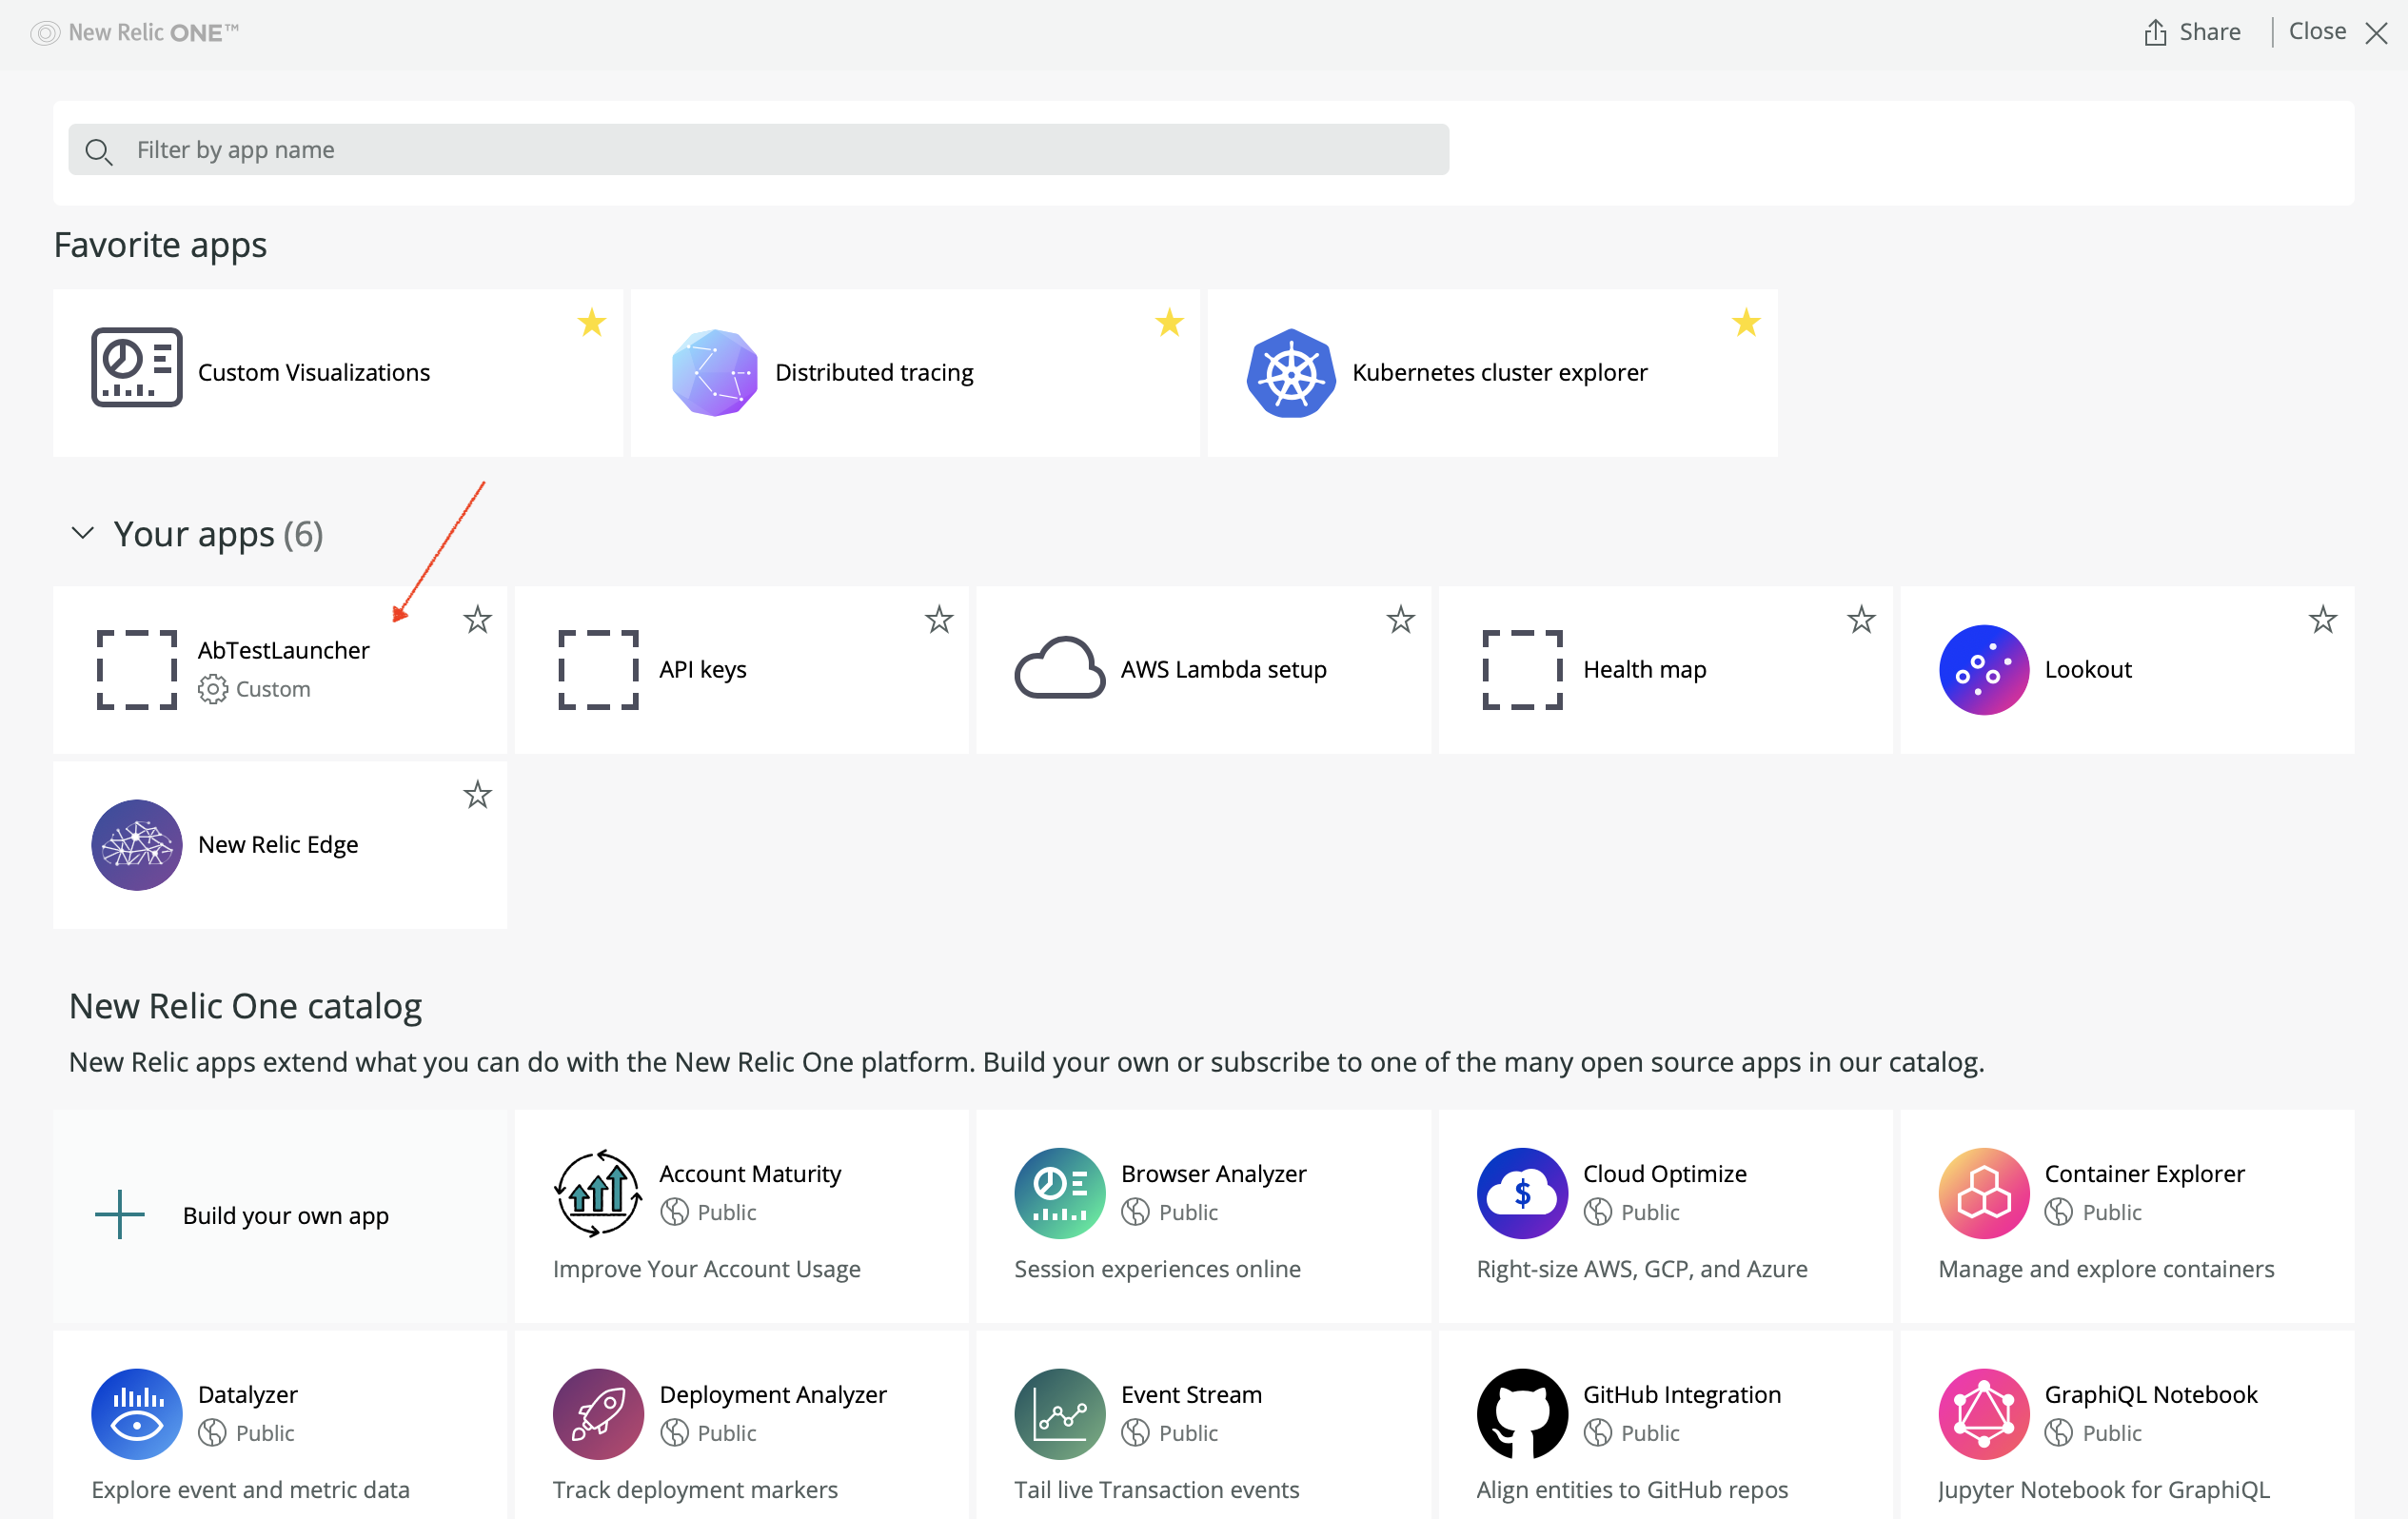 New Relic ONE™
Share
Close
Filter by app name
Favorite apps
Custom Visualizations
Distributed tracing
Kubernetes cluster explorer
Your apps (6)
AbTestLauncher
Custom
API keys
AWS Lambda setup
Health map
Lookout
New Relic Edge
New Relic One catalog
New Relic apps extend what you can do with the New Relic One platform. Build your own or subscribe to one of the many open source apps in our catalog.
Build your own app
Account Maturity
Public
Improve Your Account Usage
Browser Analyzer
Public
Session experiences online
Cloud Optimize
Public
Right-size AWS, GCP, and Azure
$
Container Explorer
Public
Manage and explore containers
Datalyzer
Public
Explore event and metric data
Deployment Analyzer
Public
Track deployment markers
Event Stream
Public
Tail live Transaction events
GitHub Integration
Public
Align entities to GitHub repos
GraphiQL Notebook
Public
Jupyter Notebook for GraphiQL